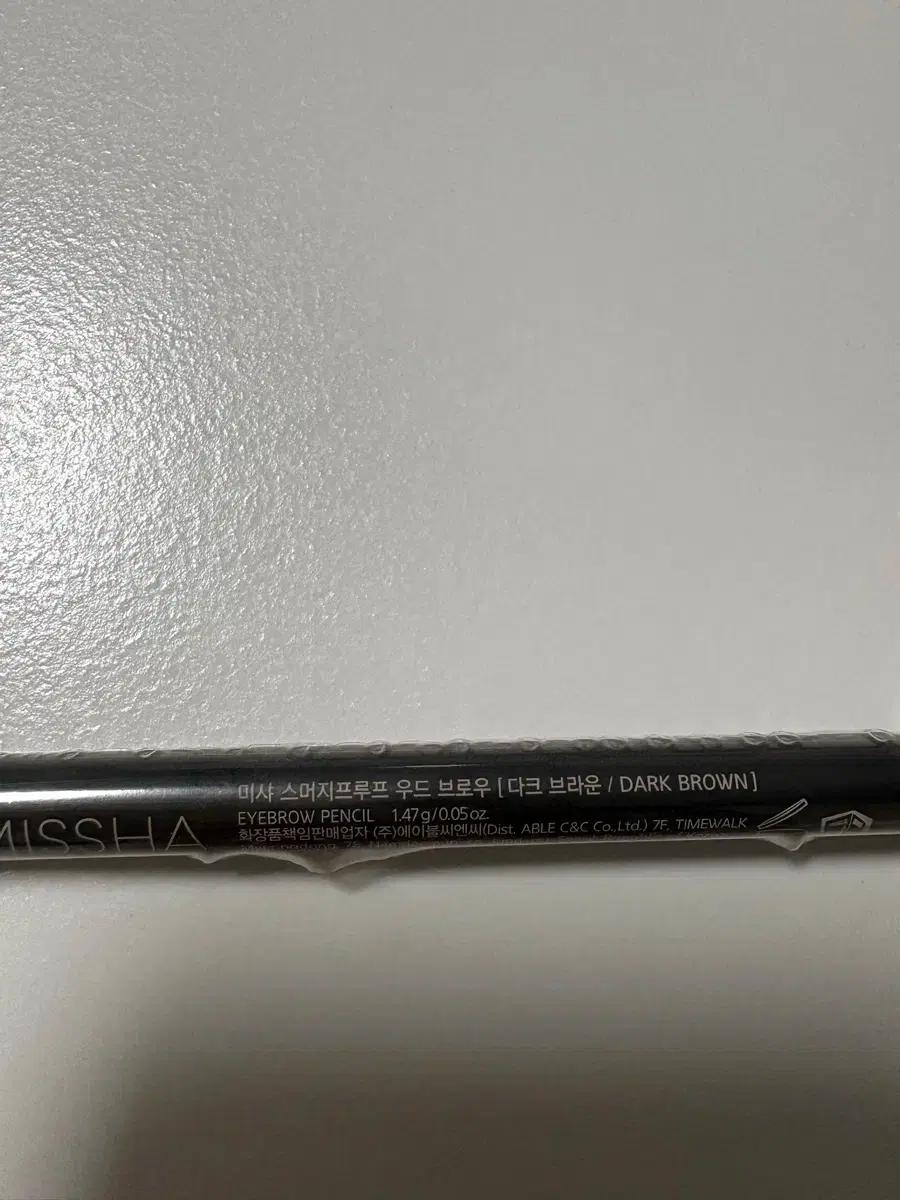 MISSHA
미샤 스머지프루프 우드 브로우 [ 다크 브라운 / DARK BROWN ]
EYEBROW PENCIL 1.47g/0.05oz.
화장품책임판매업자 (주)에이블씨엔씨(Dist. ABLE C&C Co.,Ltd.) 7F, TIMEWALK